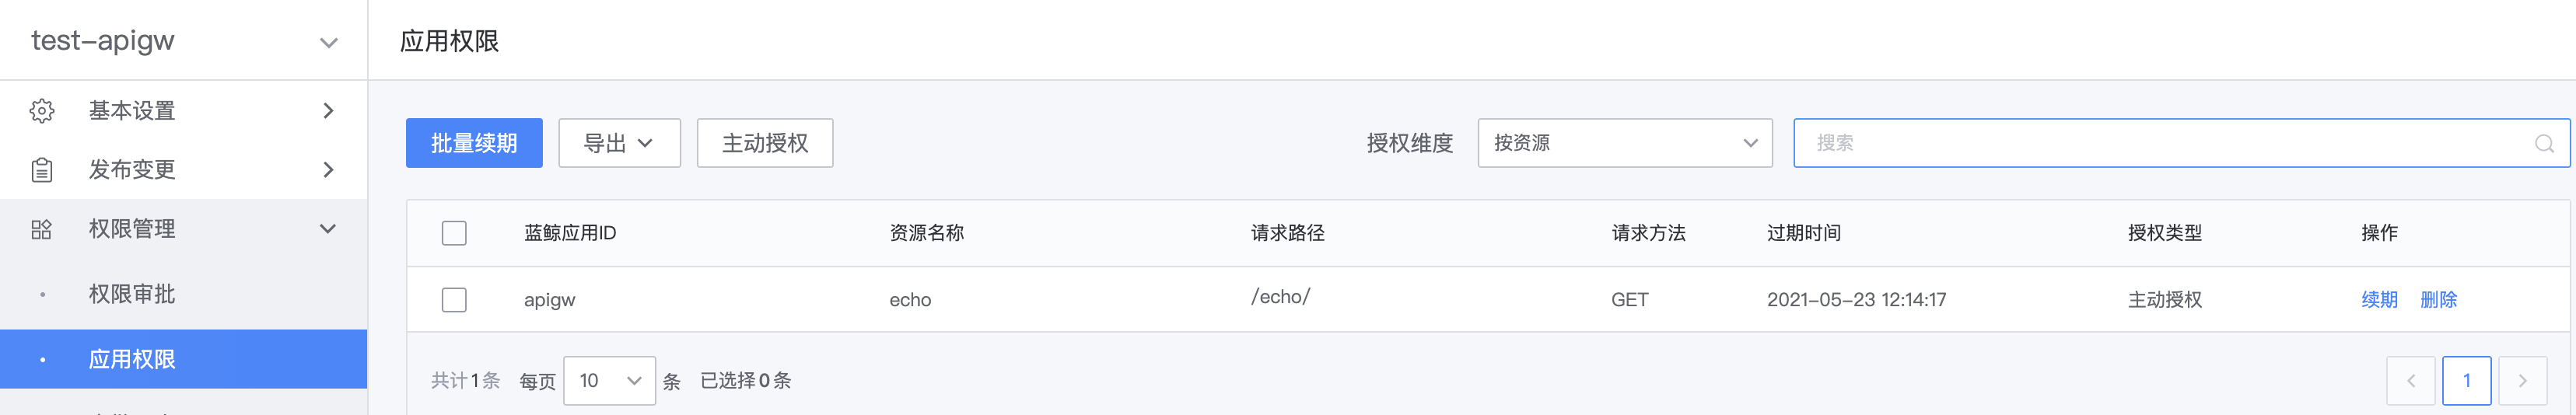 test-apigw
应用权限
基本设置
发布变更
权限管理
权限审批
应用权限
批量续期 导出 主动授权 授权维度 按资源 搜索
蓝鲸应用ID 资源名称 请求路径 请求方法 过期时间 授权类型 操作
apigw echo /echo/ GET 2021-05-23 12:14:17 主动授权 续期 删除
共计1条 每页 10 条 已选择0条 1